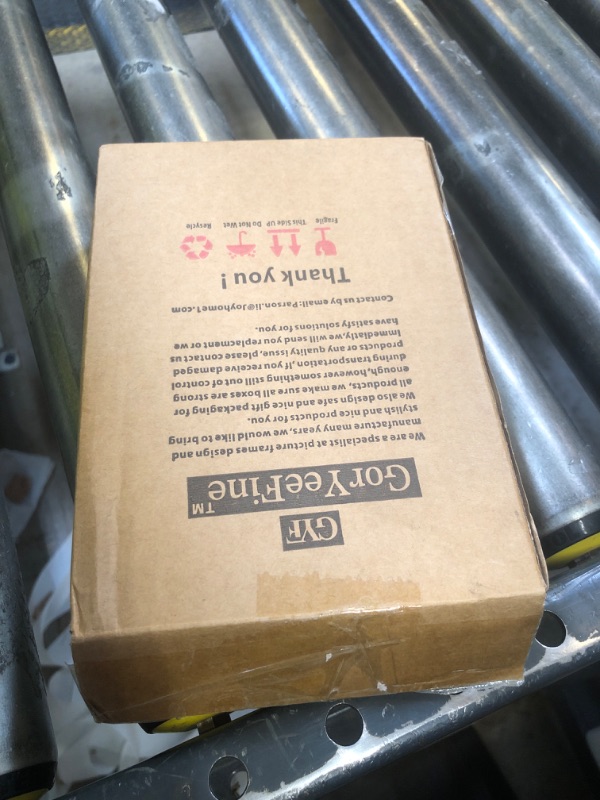 GYF
GorYeeFine™
We are a specialist at picture frames design and
manufacture many years, we would like to bring
stylish and nice products for you.
We also design safe and nice gift packaging for
all products, we make sure all boxes are strong
enough, however something still out of control
during transportation, If you receive damaged
products or any quality issue, please contact us
Immediatly,we will send you replacment or we
have satisfy solutions for you.
Contact us by email:Parson.li@Joyhome1.com
Thank you !
Fragile This Side UP Do Not Wet Recycle